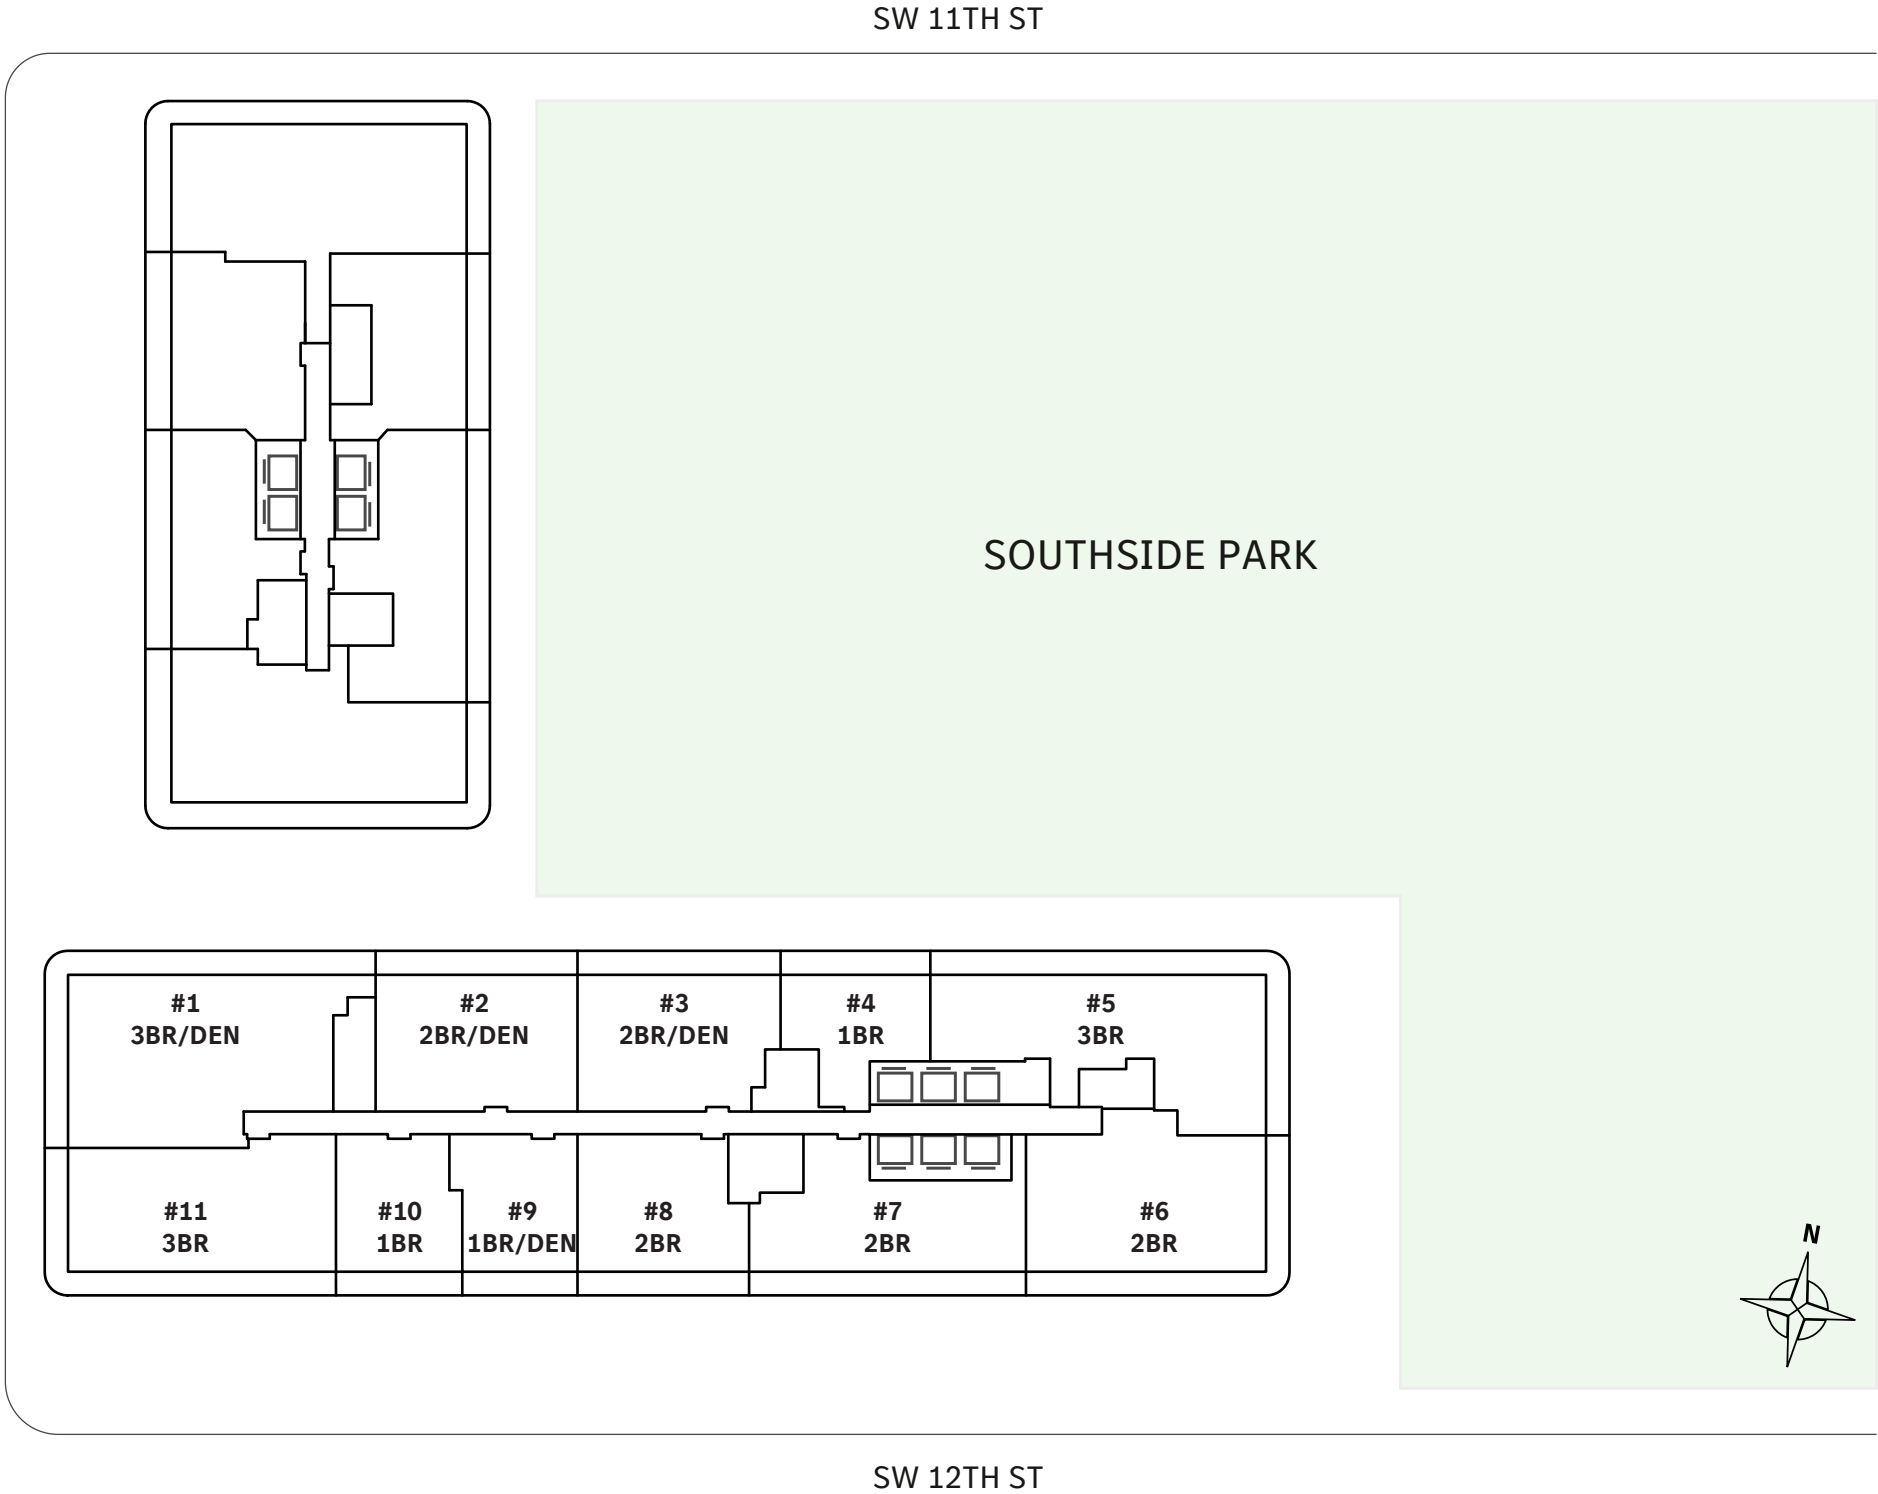 SW 11TH ST
SOUTHSIDE PARK
#1
3BR/DEN
#2
2BR/DEN
#3
2BR/DEN
#4
1BR
#5
3BR
#11
3BR
#10
1BR
#9
1BR/DEN
#8
2BR
#7
2BR
#6
2BR
N
SW 12TH ST